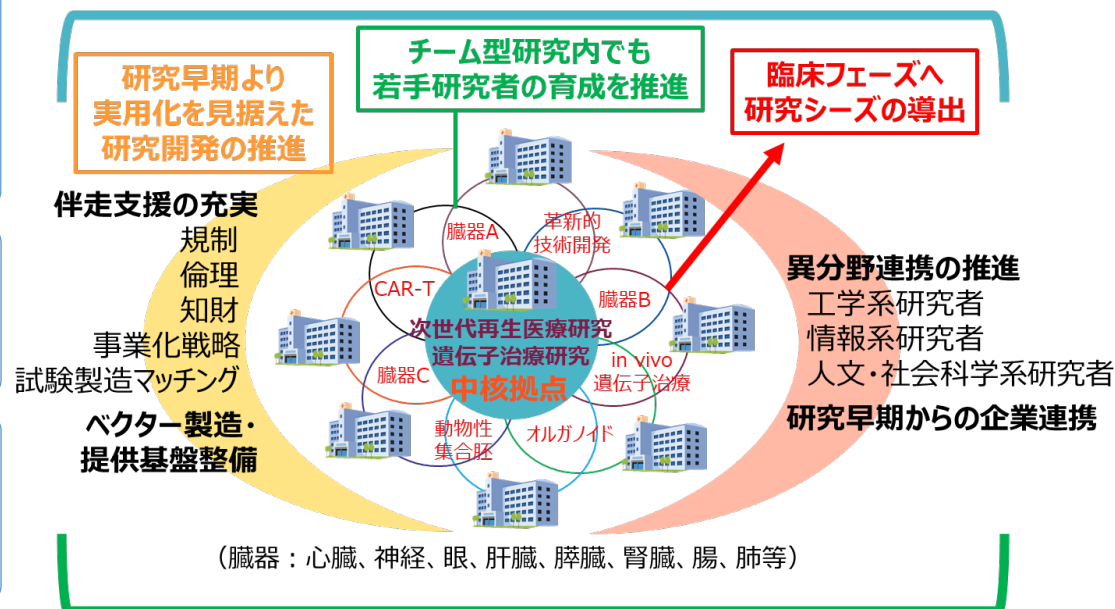 研究早期より
実用化を見据えた
研究開発の推進
チーム型研究内でも
若手研究者の育成を推進
臨床フェーズへ
研究シーズの導出
伴走支援の充実
規制
倫理
知財
事業化戦略
試験製造マッチング
ベクター製造・
提供基盤整備
臓器A
革新的
技術開発
CAR-T
臓器B
次世代再生医療研究
遺伝子治療研究
中核拠点
臓器C
in vivo
遺伝子治療
動物性
集合胚
オルガノイド
異分野連携の推進
工学系研究者
情報系研究者
人文・社会科学系研究者
研究早期からの企業連携
（臓器：心臓、神経、眼、肝臓、膵臓、腎臓、腸、肺等）